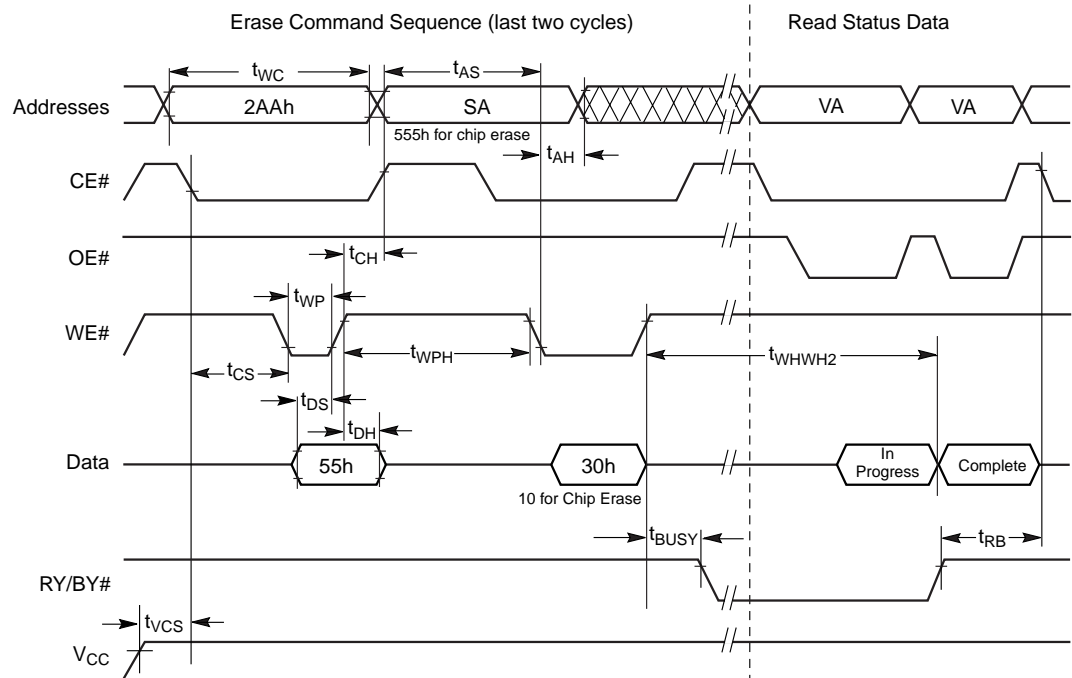 Erase Command Sequence (last two cycles)
Read Status Data
tWC
tAS
Addresses
2AAh
SA
VA
VA
555h for chip erase
tAH
CE#
OE#
tCH
tWP
WE#
tWPH
tWHWH2
tCS
tDS
tDH
Data
55h
30h
In
Progress
Complete
10 for Chip Erase
tBUSY
tRB
RY/BY#
tVCS
VCC